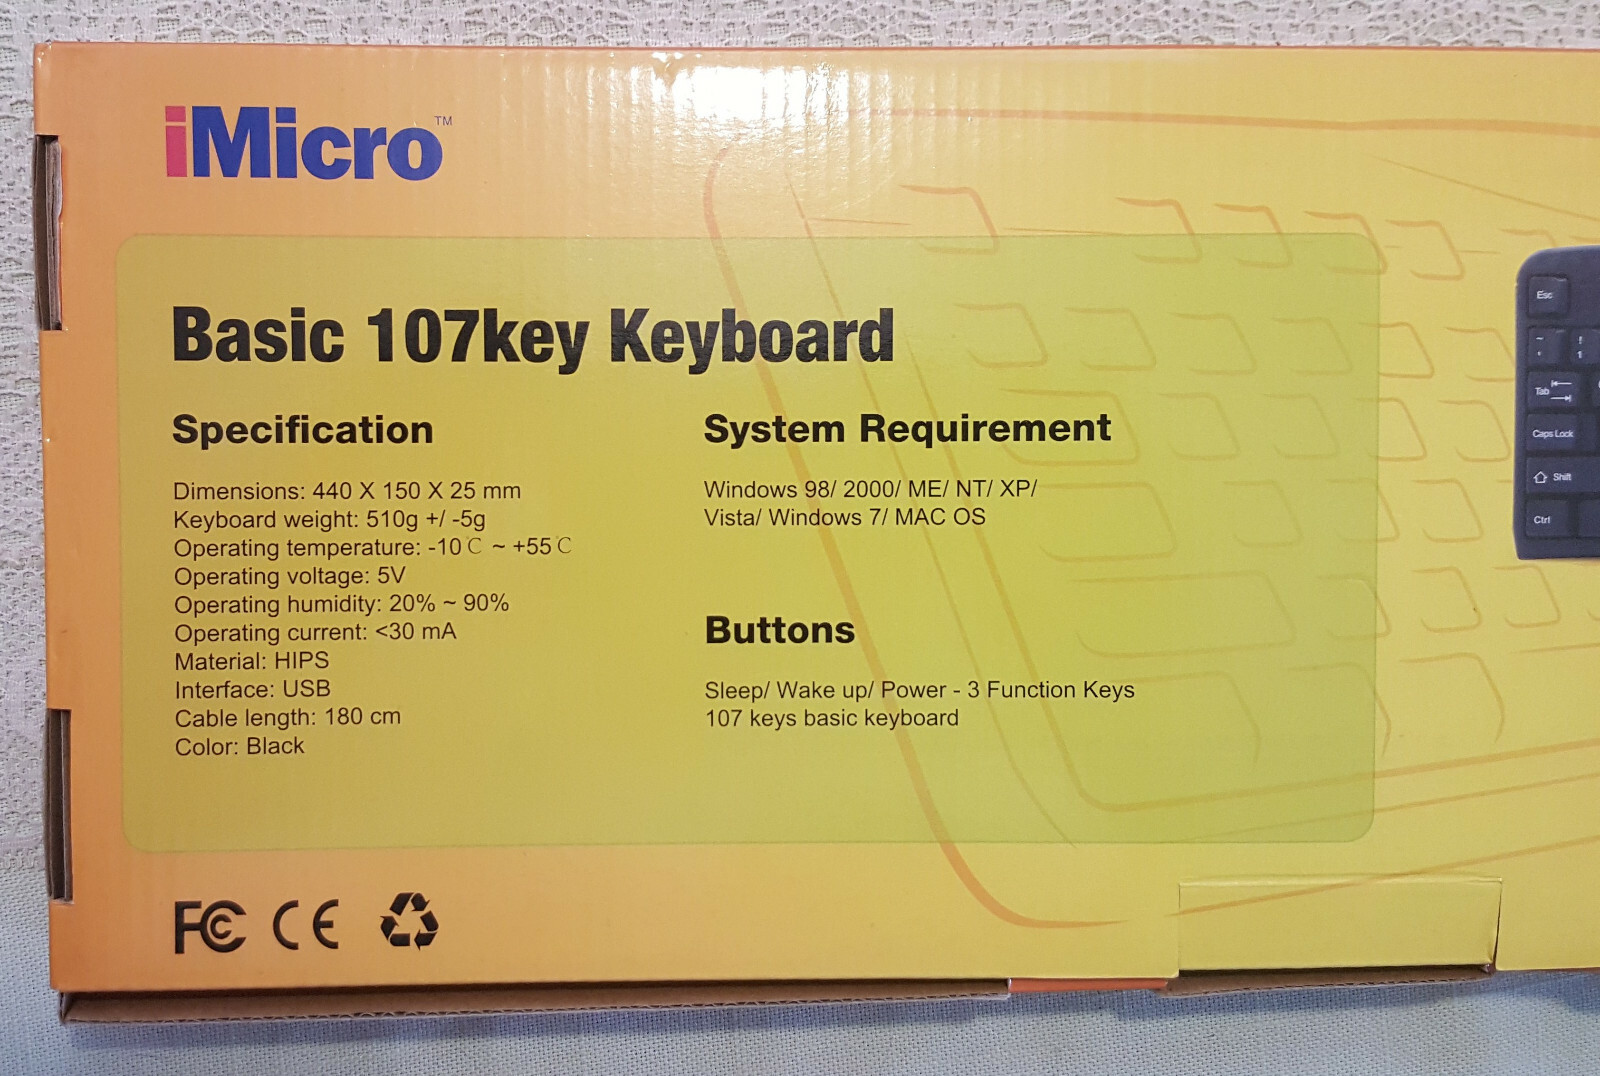 iMicro™
Basic 107key Keyboard
Specification
Dimensions: 440 X 150 X 25 mm
Keyboard weight: 510g +/ -5g
Operating temperature: -10℃ ~ +55℃
Operating voltage: 5V
Operating humidity: 20% ~ 90%
Operating current: <30 mA
Material: HIPS
Interface: USB
Cable length: 180 cm
Color: Black
System Requirement
Windows 98/ 2000/ ME/ NT/ XP/
Vista/ Windows 7/ MAC OS
Buttons
Sleep/ Wake up/ Power - 3 Function Keys
107 keys basic keyboard
FC CE
Esc
~ !
1
Tab
Caps Lock
Shift
Ctrl